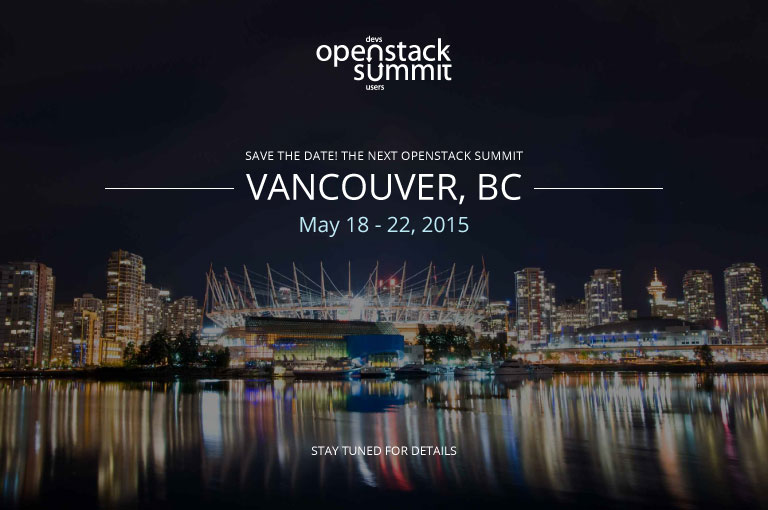 devs
openstack
summit
users
SAVE THE DATE! THE NEXT OPENSTACK SUMMIT
VANCOUVER, BC
May 18 - 22, 2015
STAY TUNED FOR DETAILS